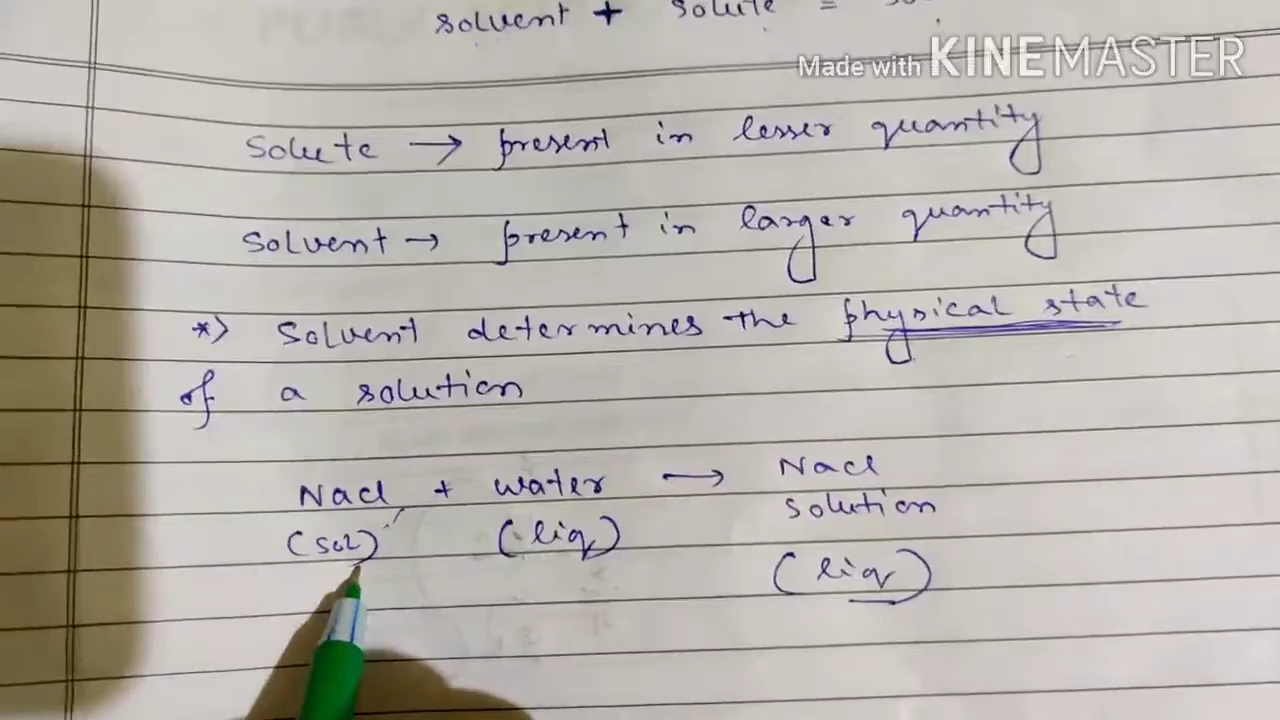 solvent + solute =
Made with KINEMASTER
Solute → present in lesser quantity
Solvent → present in larger quantity
*> Solvent determines the physical state
of a solution
NaCl + water → NaCl
solution
(Sol) (liq)
(liq)